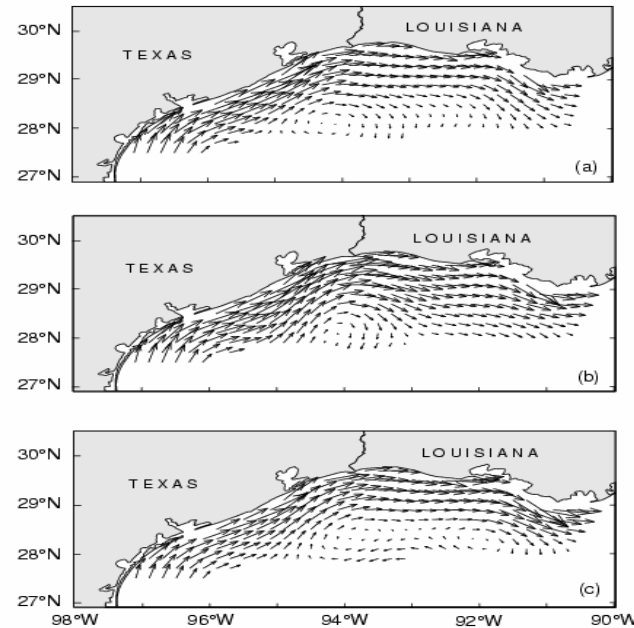 30°N
29°N
28°N
27°N
TEXAS
LOUISIANA
(a)
30°N
29°N
28°N
27°N
TEXAS
LOUISIANA
(b)
30°N
29°N
28°N
27°N
TEXAS
LOUISIANA
(c)
98°W 96°W 94°W 92°W 90°W